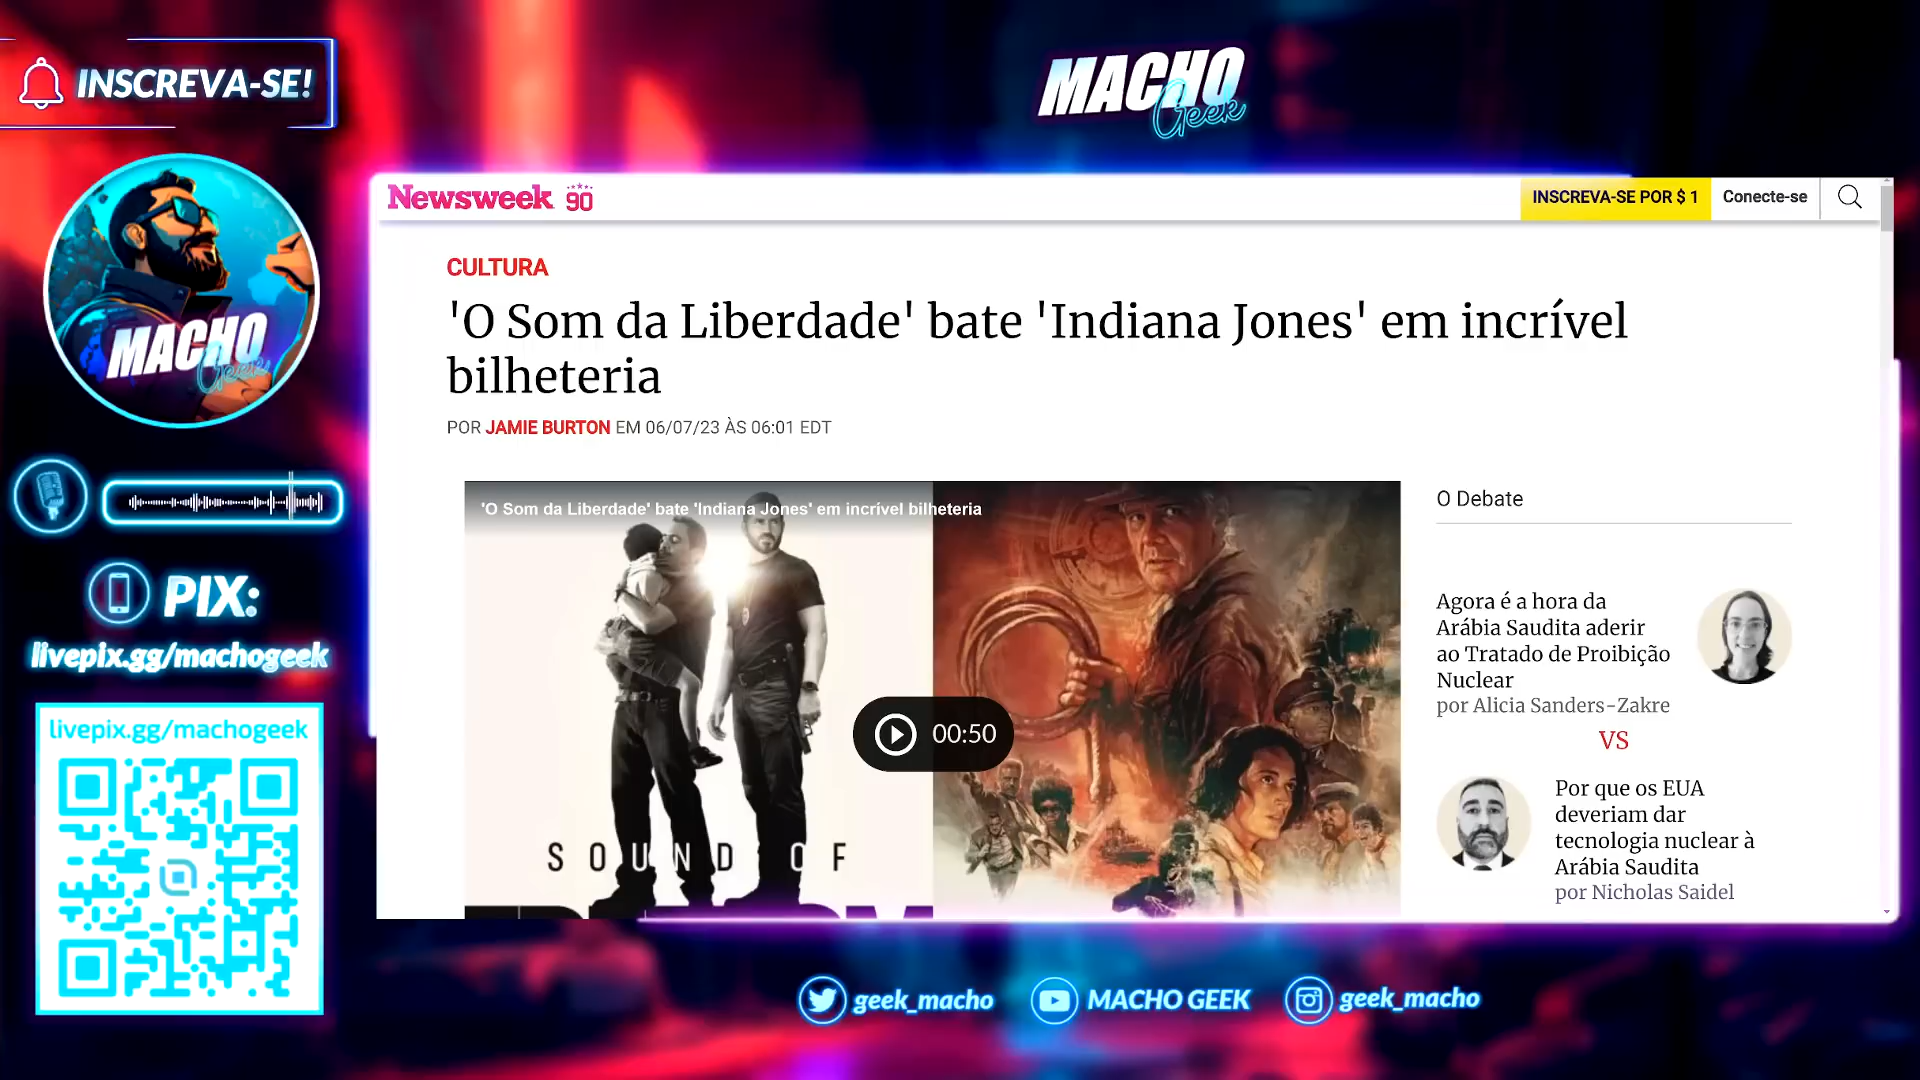 INSCREVA-SE!
MACHO
Geek
MACHO
Geek
PIX:
livepix.gg/machogeek
livepix.gg/machogeek
Newsweek 90
INSCREVA-SE POR $ 1
Conecte-se
CULTURA
'O Som da Liberdade' bate 'Indiana Jones' em incrível
bilheteria
POR JAMIE BURTON EM 06/07/23 ÀS 06:01 EDT
'O Som da Liberdade' bate 'Indiana Jones' em incrível bilheteria
00:50
SOUND OF
O Debate
Agora é a hora da
Arábia Saudita aderir
ao Tratado de Proibição
Nuclear
por Alicia Sanders-Zakre
VS
Por que os EUA
deveriam dar
tecnologia nuclear à
Arábia Saudita
por Nicholas Saidel
geek_macho
MACHO GEEK
geek_macho